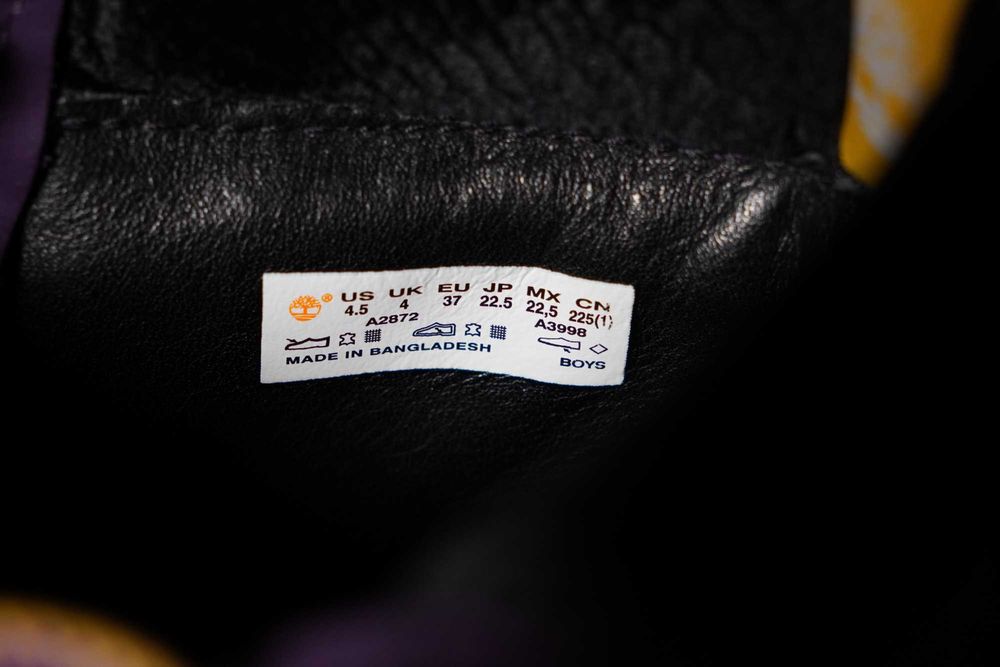 ® US UK EU JP MX CN
4.5 4 37 22.5 22,5 225(1)
A2872 A3998
MADE IN BANGLADESH BOYS